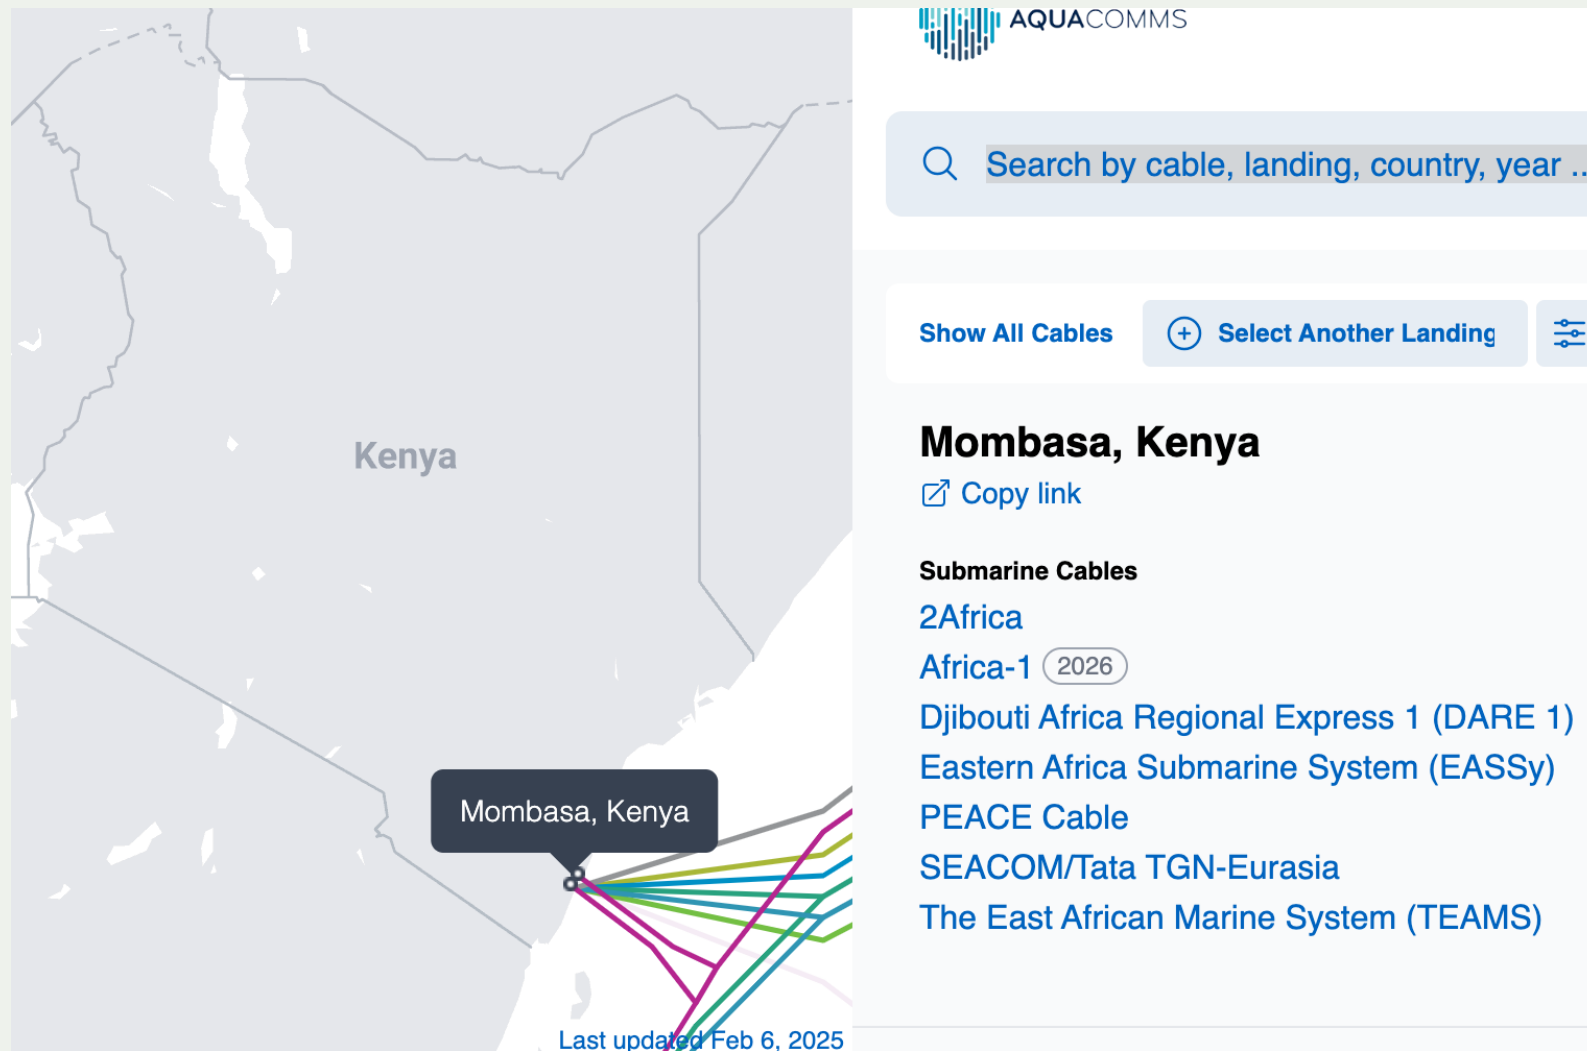 AQUACOMMS
Search by cable, landing, country, year ..
Show All Cables
Select Another Landing
Mombasa, Kenya
Copy link
Submarine Cables
2Africa
Africa-1 2026
Djibouti Africa Regional Express 1 (DARE 1)
Eastern Africa Submarine System (EASSy)
PEACE Cable
SEACOM/Tata TGN-Eurasia
The East African Marine System (TEAMS)
Kenya
Mombasa, Kenya
Last updated Feb 6, 2025